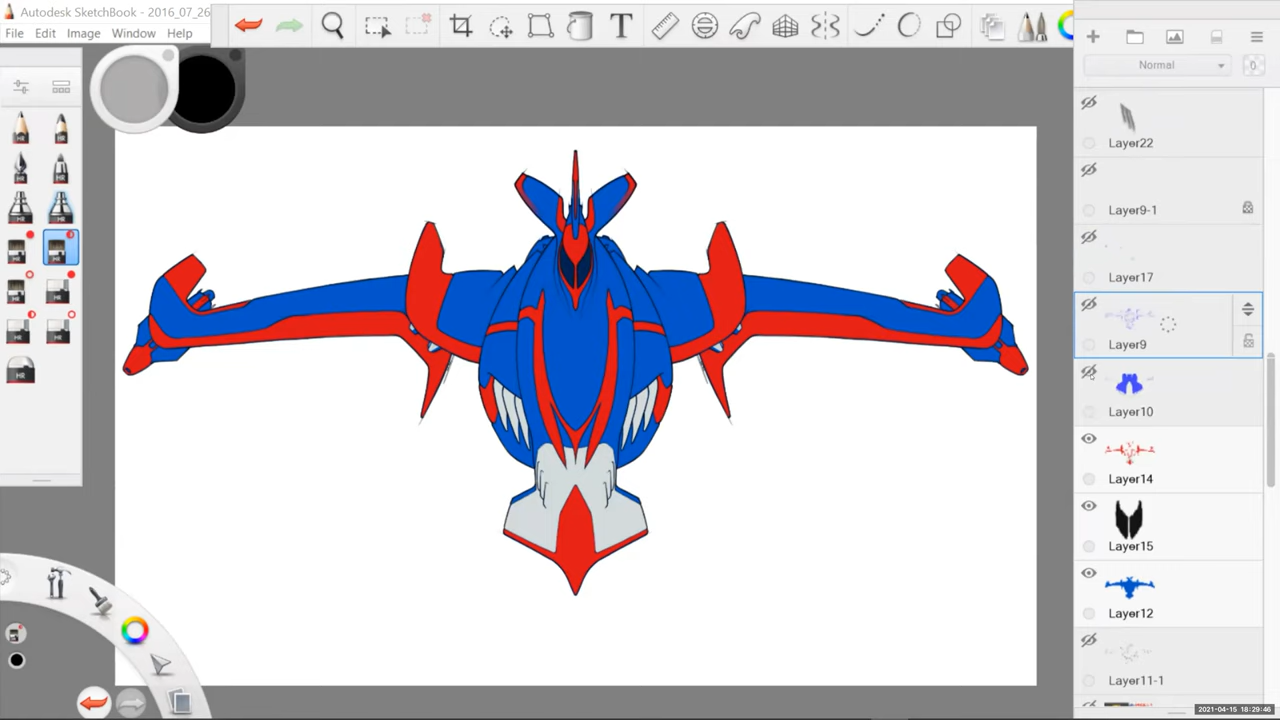 Autodesk SketchBook - 2016_07_26
File Edit Image Window Help
T
Normal
Layer22
Layer9-1
Layer17
Layer9
Layer10
Layer14
Layer15
Layer12
Layer11-1
2021-04-15 18:29:46